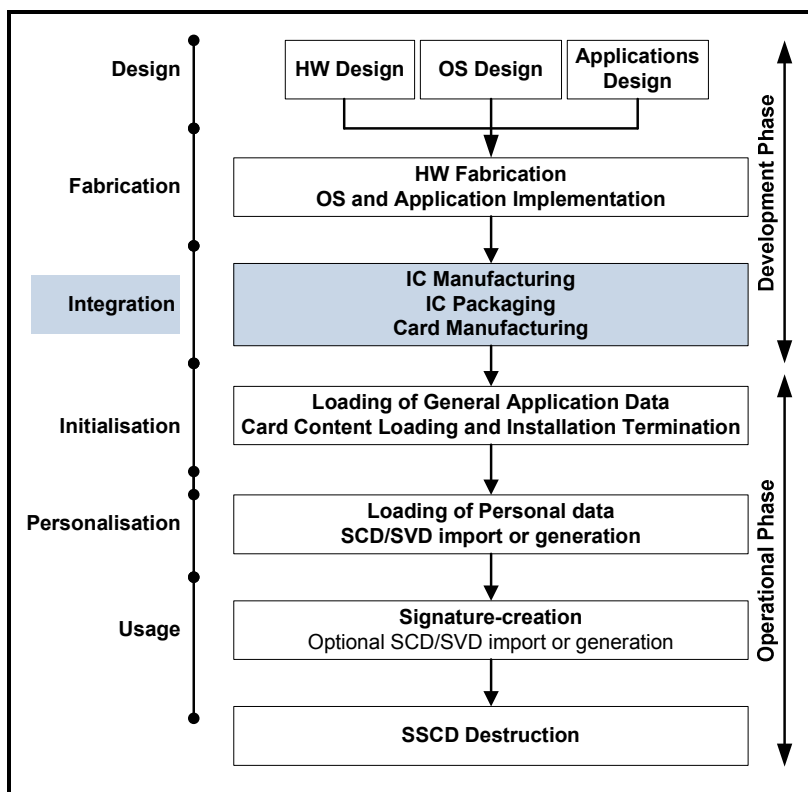 Design
HW Design
OS Design
Applications
Design
Development Phase
Fabrication
HW Fabrication
OS and Application Implementation
Integration
IC Manufacturing
IC Packaging
Card Manufacturing
Initialisation
Loading of General Application Data
Card Content Loading and Installation Termination
Operational Phase
Personalisation
Loading of Personal data
SCD/SVD import or generation
Usage
Signature-creation
Optional SCD/SVD import or generation
SSCD Destruction